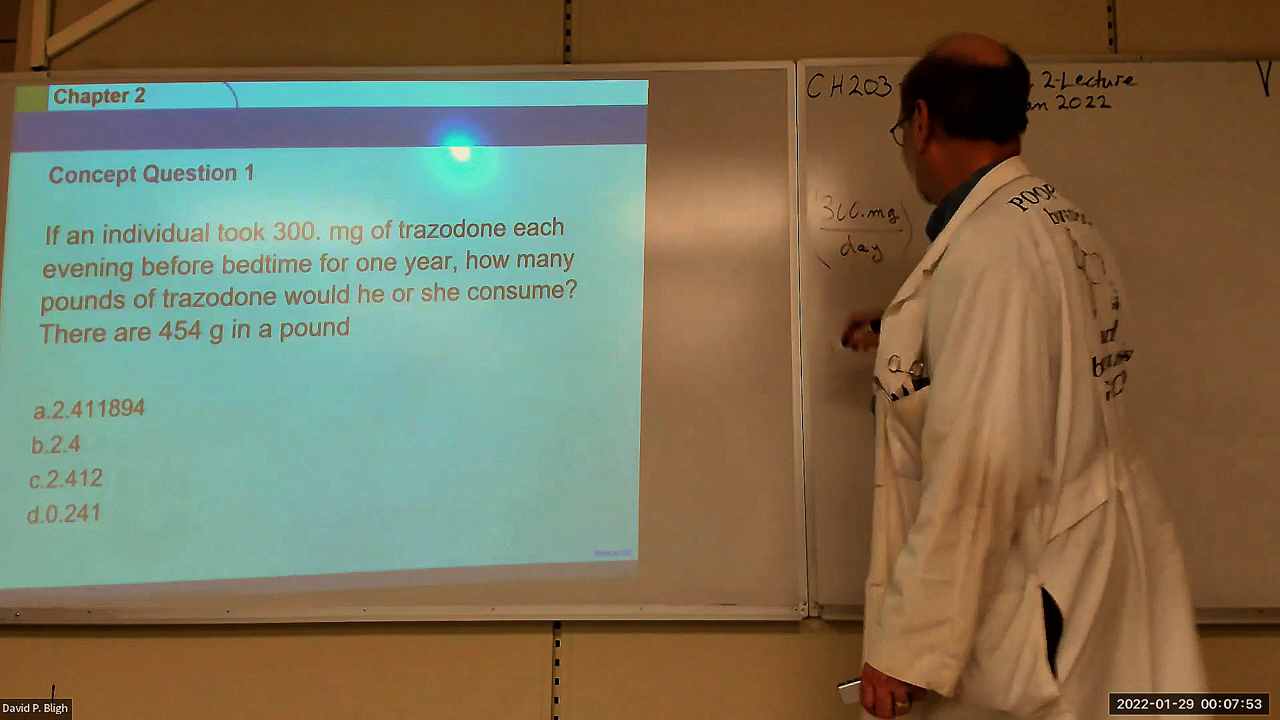 Chapter 2
Concept Question 1
If an individual took 300. mg of trazodone each
evening before bedtime for one year, how many
pounds of trazodone would he or she consume?
There are 454 g in a pound
a.2.411894
b.2.4
c.2.412
d.0.241
CH203
2-Lecture
2022
300.mg
day
POOP
David P. Bligh
2022-01-29 00:07:53